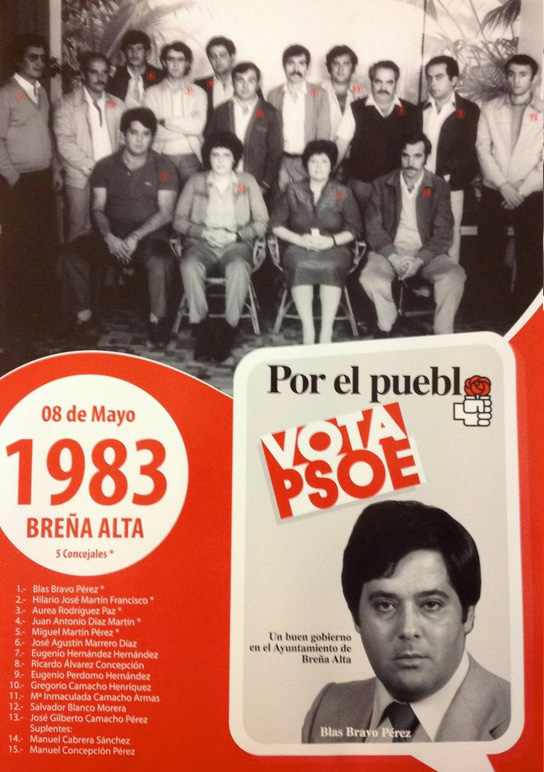 08 de Mayo
1983
BREÑA ALTA
5 Concejales *
1.- Blas Bravo Pérez *
2.- Hilario José Martín Francisco *
3.- Aurea Rodríguez Paz *
4.- Juan Antonio Díaz Martín *
5.- Miguel Martín Pérez *
6.- José Agustín Marrero Díaz
7.- Eugenio Hernández Hernández
8.- Ricardo Álvarez Concepción
9.- Eugenio Perdomo Hernández
10.- Gregorio Camacho Henríquez
11.- Mª Inmaculada Camacho Armas
12.- Salvador Blanco Morera
13.- José Gilberto Camacho Pérez
Suplentes:
14.- Manuel Cabrera Sánchez
15.- Manuel Concepción Pérez
Por el pueblo
VOTA
PSOE
Un buen gobierno
en el Ayuntamiento de
Breña Alta
Blas Bravo Pérez